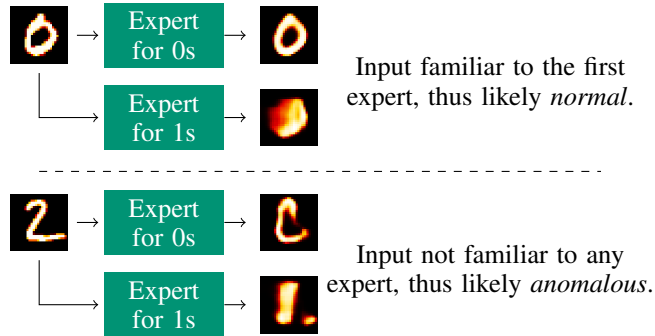 Expert
for 0s
Expert
for 1s
Input familiar to the first
expert, thus likely normal.
Expert
for 0s
Expert
for 1s
Input not familiar to any
expert, thus likely anomalous.